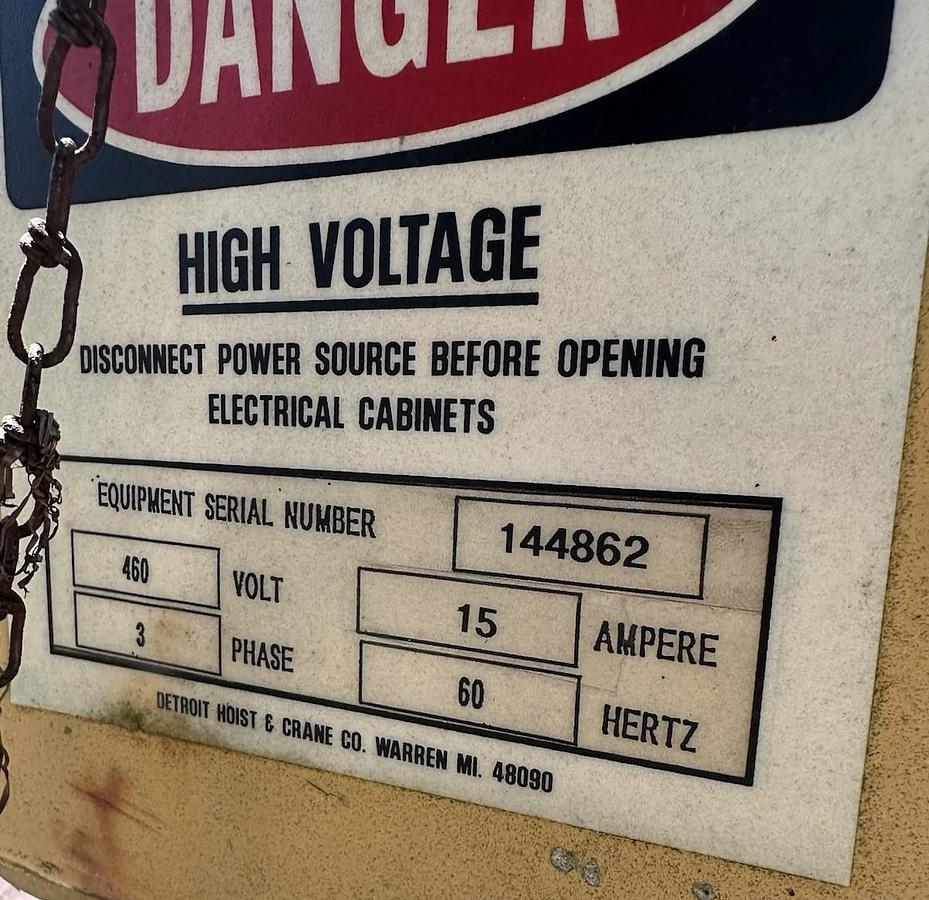 DANGER
HIGH VOLTAGE
DISCONNECT POWER SOURCE BEFORE OPENING
ELECTRICAL CABINETS
EQUIPMENT SERIAL NUMBER 144862
460 VOLT 15 AMPERE
3 PHASE 60 HERTZ
DETROIT HOIST & CRANE CO. WARREN MI. 48090